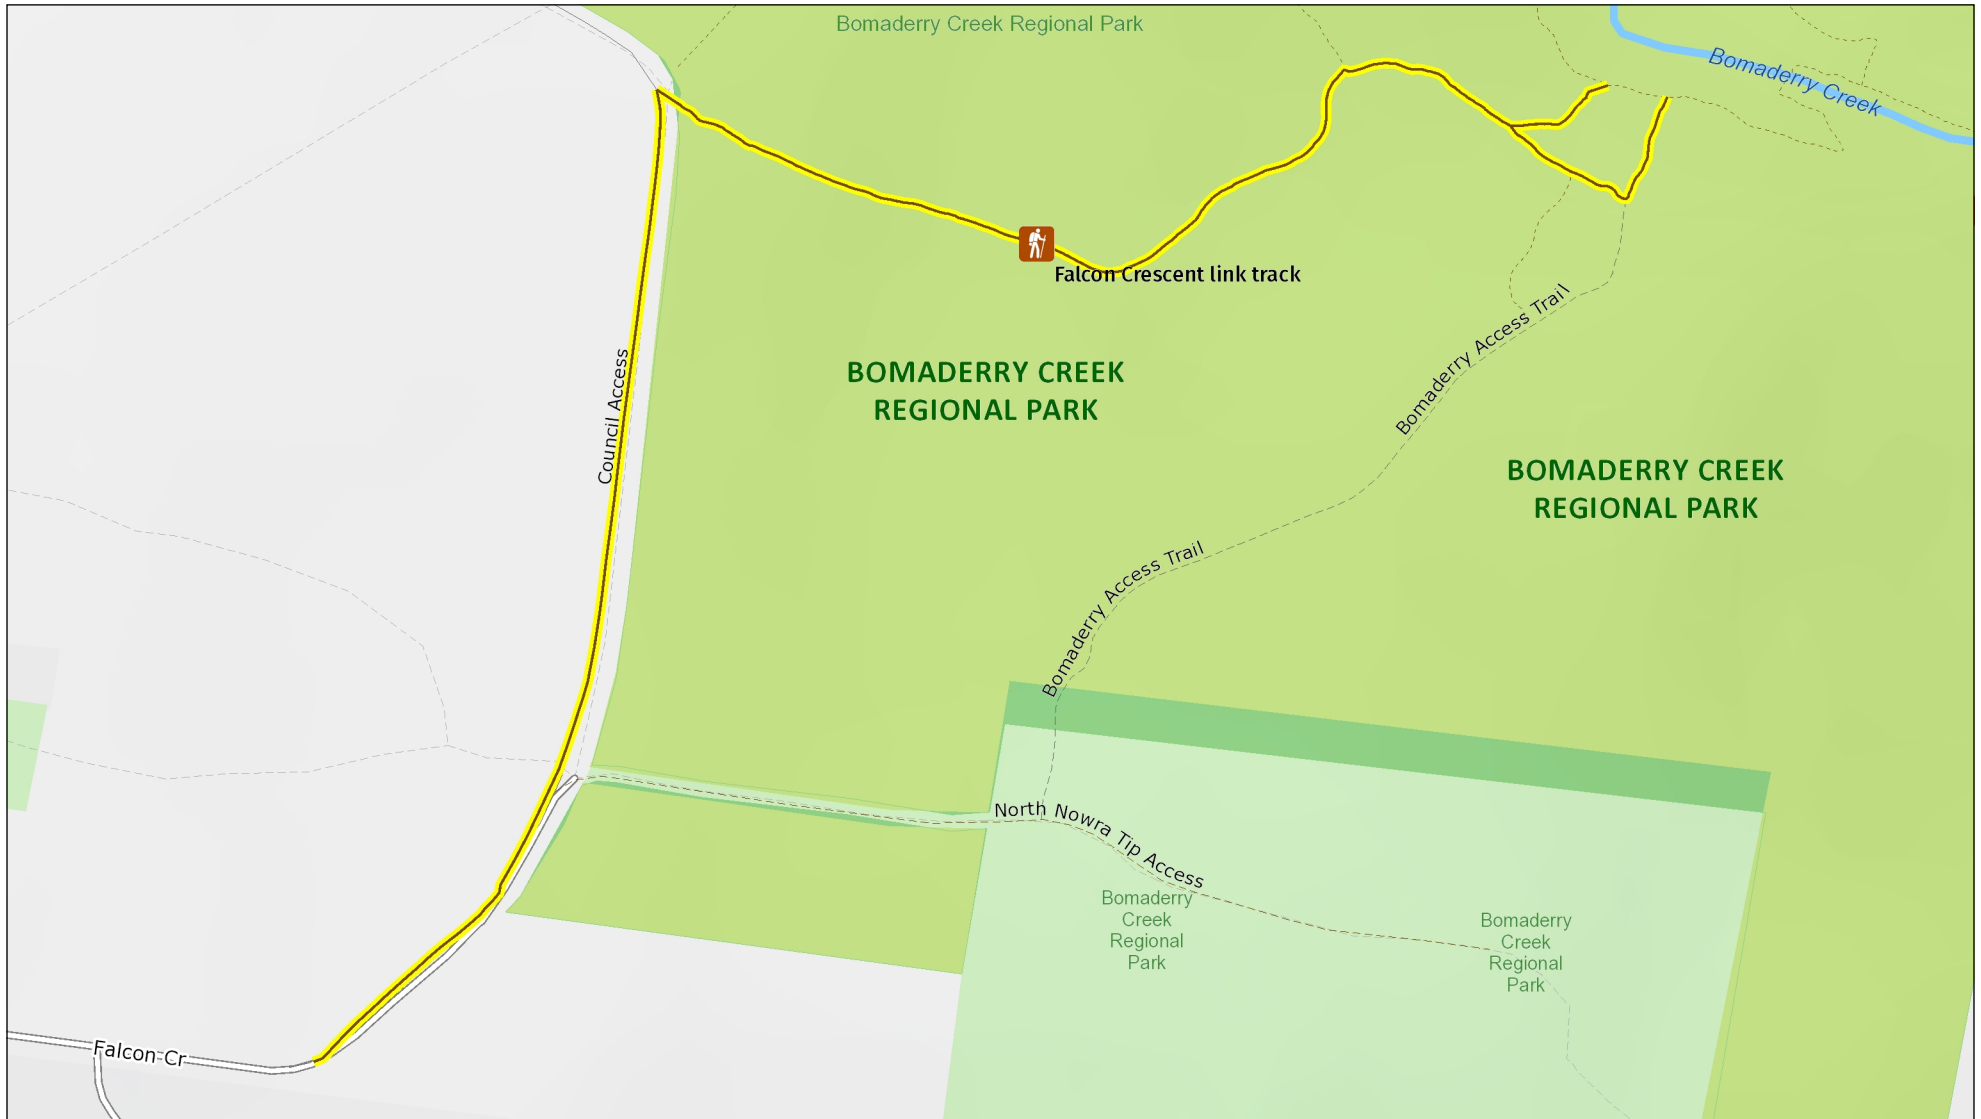 Bomaderry Creek Regional Park
Bomaderry Creek
Falcon Crescent link track
Bomaderry Access Trail
Council Access
BOMADERRY CREEK
REGIONAL PARK
BOMADERRY CREEK
REGIONAL PARK
Bomaderry Access Trail
North Nowra Tip Access
Bomaderry
Creek
Regional
Park
Bomaderry
Creek
Regional
Park
Falcon Cr